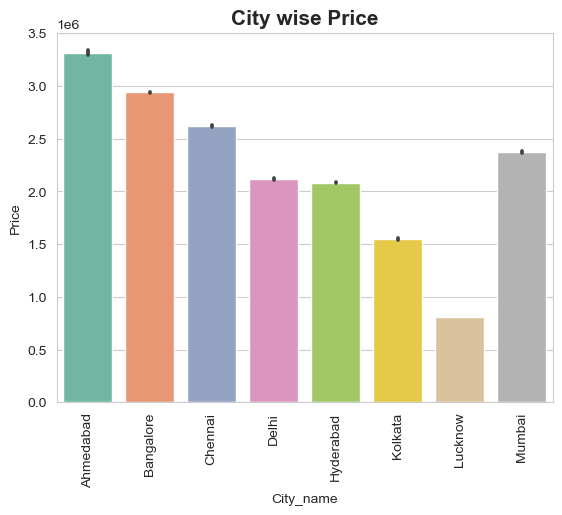 City wise Price
1e6
3.5
3.0
2.5
2.0
1.5
1.0
0.5
0.0
Price
Ahmedabad
Bangalore
Chennai
Delhi
Hyderabad
Kolkata
Lucknow
Mumbai
City_name